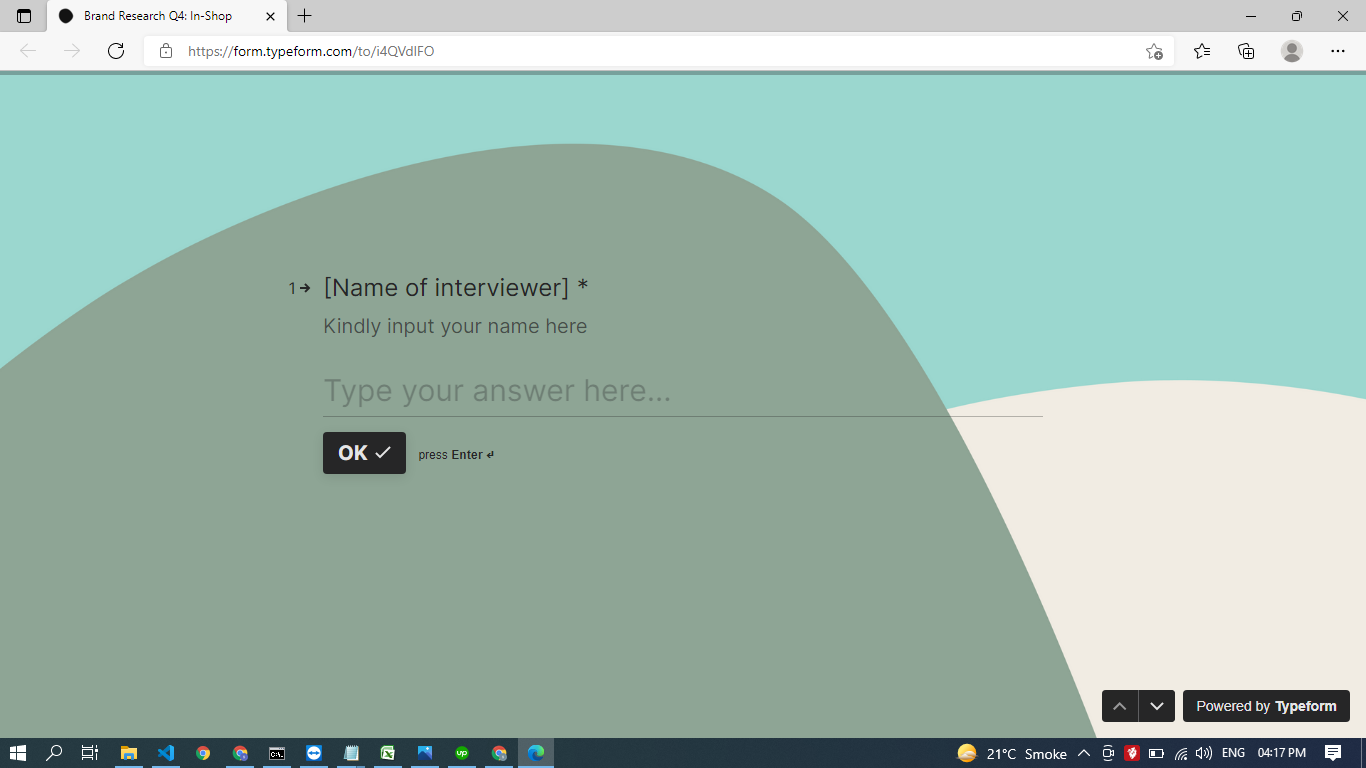 Brand Research Q4: In-Shop
https://form.typeform.com/to/i4QVdIFO
1
[Name of interviewer] *
Kindly input your name here
Type your answer here...
OK
press Enter ↵
Powered by Typeform
21°C Smoke
ENG
04:17 PM